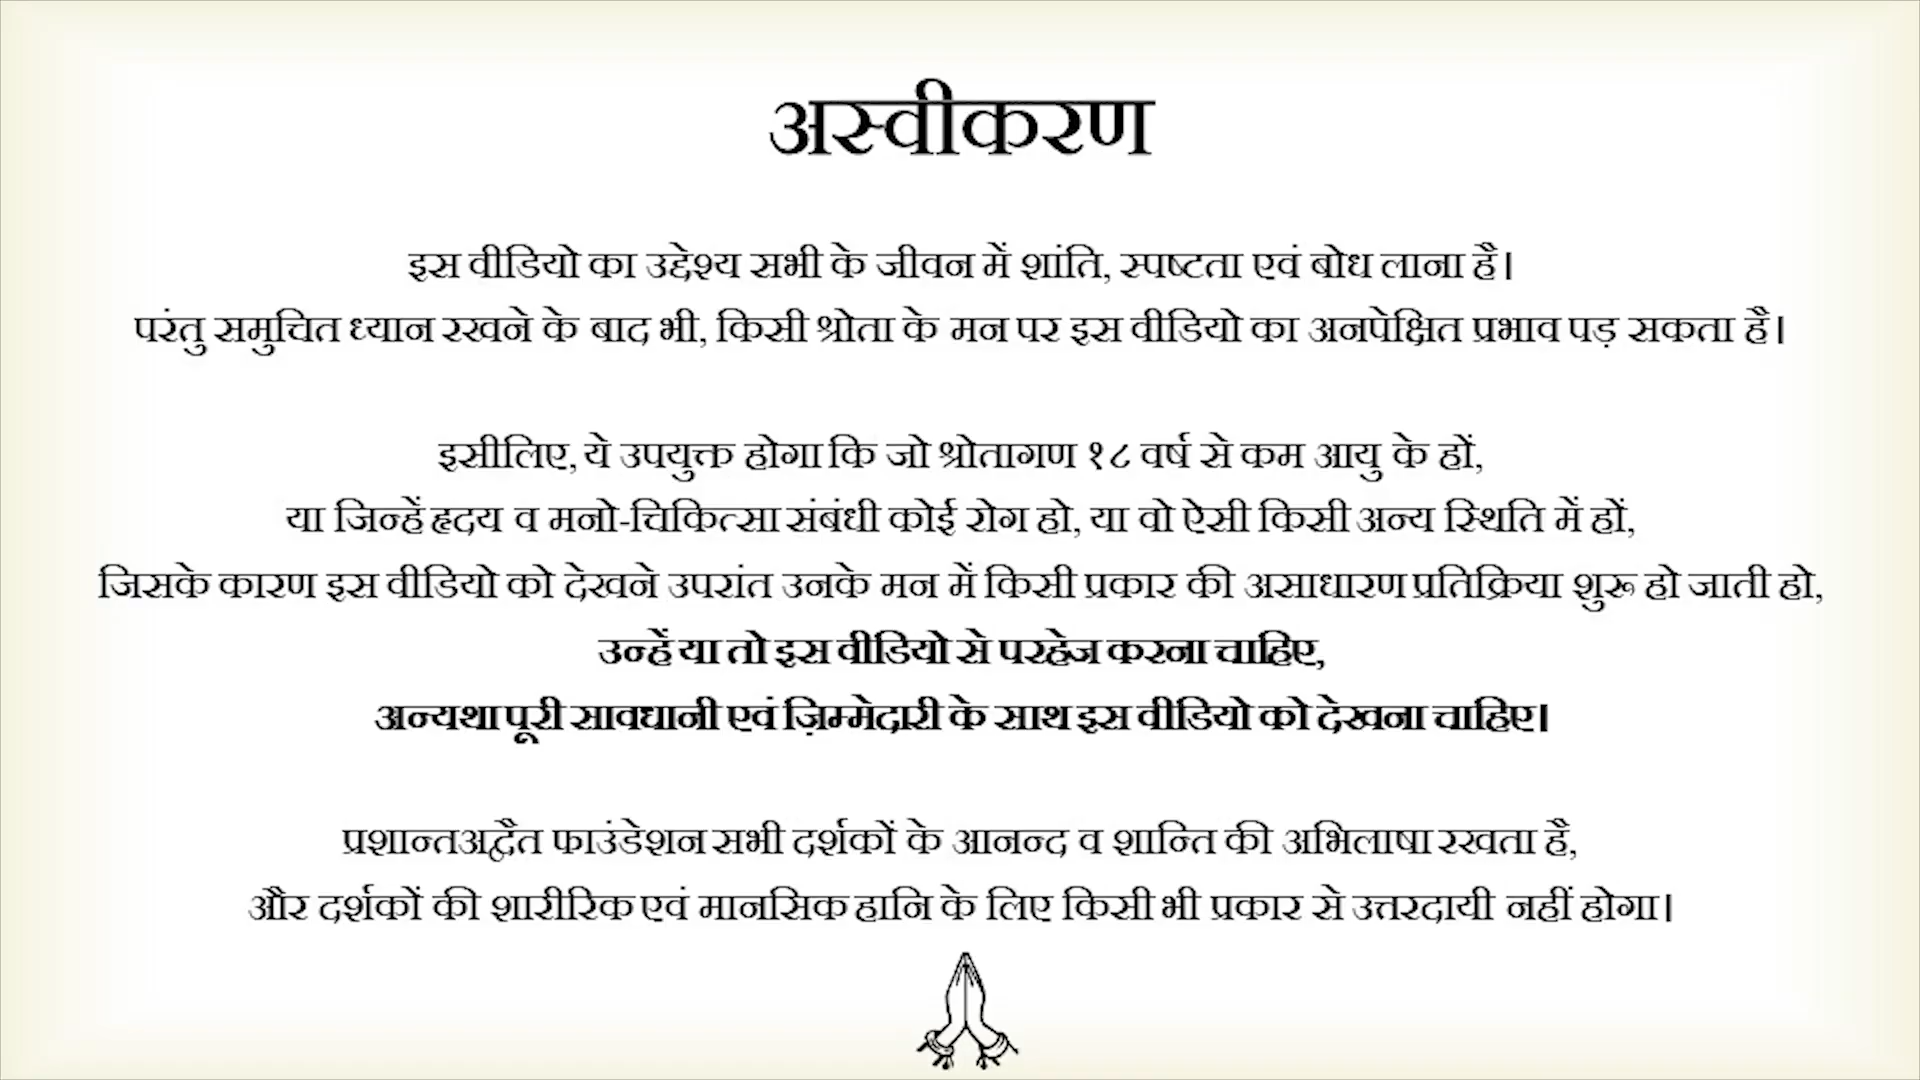 अस्वीकरण
इस वीडियो का उद्देश्य सभी के जीवन में शांति, स्पष्टता एवं बोध लाना है।
परंतु समुचित ध्यान रखने के बाद भी, किसी श्रोता के मन पर इस वीडियो का अनपेक्षित प्रभाव पड़ सकता है।
इसीलिए, ये उपयुक्त होगा कि जो श्रोतागण १८ वर्ष से कम आयु के हों,
या जिन्हें हृदय व मनो-चिकित्सा संबंधी कोई रोग हो, या वो ऐसी किसी अन्य स्थिति में हों,
जिसके कारण इस वीडियो को देखने उपरांत उनके मन में किसी प्रकार की असाधारण प्रतिक्रिया शुरू हो जाती हो,
उन्हें या तो इस वीडियो से परहेज करना चाहिए,
अन्यथा पूरी सावधानी एवं ज़िम्मेदारी के साथ इस वीडियो को देखना चाहिए।
प्रशान्तअद्वैत फाउंडेशन सभी दर्शकों के आनन्द व शान्ति की अभिलाषा रखता है,
और दर्शकों की शारीरिक एवं मानसिक हानि के लिए किसी भी प्रकार से उत्तरदायी नहीं होगा।